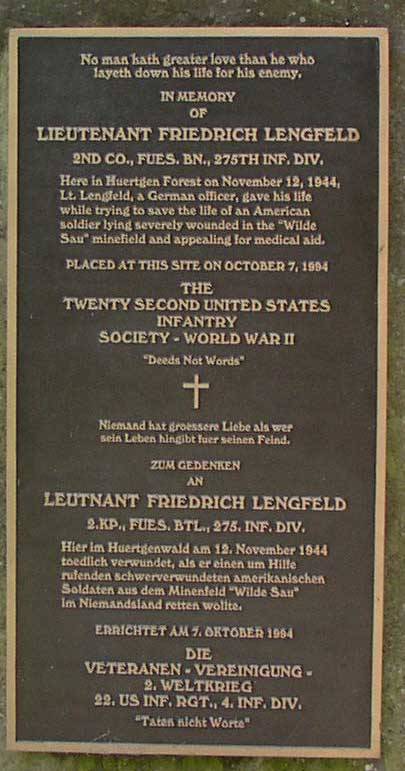 No man hath greater love than he who
layeth down his life for his enemy.
IN MEMORY
OF
LIEUTENANT FRIEDRICH LENGFELD
2ND CO., FUES. BN., 275TH INF. DIV.
Here in Huertgen Forest on November 12, 1944,
Lt. Lengfeld, a German officer, gave his life
while trying to save the life of an American
soldier lying severely wounded in the "Wilde
Sau" minefield and appealing for medical aid.
PLACED AT THIS SITE ON OCTOBER 7, 1994
THE
TWENTY SECOND UNITED STATES
INFANTRY
SOCIETY - WORLD WAR II
"Deeds Not Words"
Niemand hat groessere Liebe als wer
sein Leben hingibt fuer seinen Feind.
ZUM GEDENKEN
AN
LEUTNANT FRIEDRICH LENGFELD
2.KP., FUES. BTL., 275. INF. DIV.
Hier im Huertgenwald am 12. November 1944
toedlich verwundet, als er einen um Hilfe
rufenden schwerverwundeten amerikanischen
Soldaten aus dem Minenfeld "Wilde Sau"
im Niemandsland retten wollte.
ERRICHTET AM 7. OKTOBER 1994
DIE
VETERANEN - VEREINIGUNG -
2. WELTKRIEG
22. US INF. RGT., 4. INF. DIV.
"Taten nicht Worte"